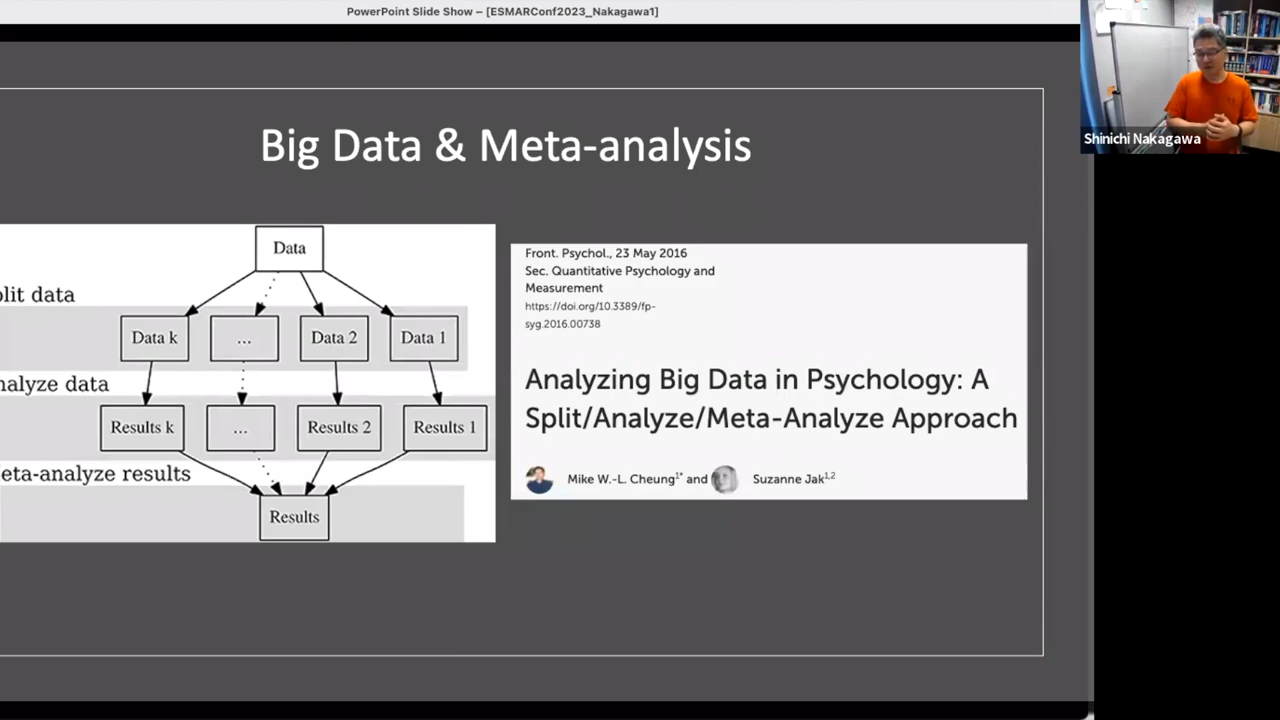 PowerPoint Slide Show – [ESMARConf2023_Nakagawa1]
Shinichi Nakagawa
Big Data & Meta-analysis
Data
plit data
Data k
...
Data 2
Data 1
nalyze data
Results k
...
Results 2
Results 1
eta-analyze results
Results
Front. Psychol., 23 May 2016
Sec. Quantitative Psychology and
Measurement
https://doi.org/10.3389/fp-
syg.2016.00738
Analyzing Big Data in Psychology: A
Split/Analyze/Meta-Analyze Approach
Mike W.-L. Cheung1* and Suzanne Jak1,2